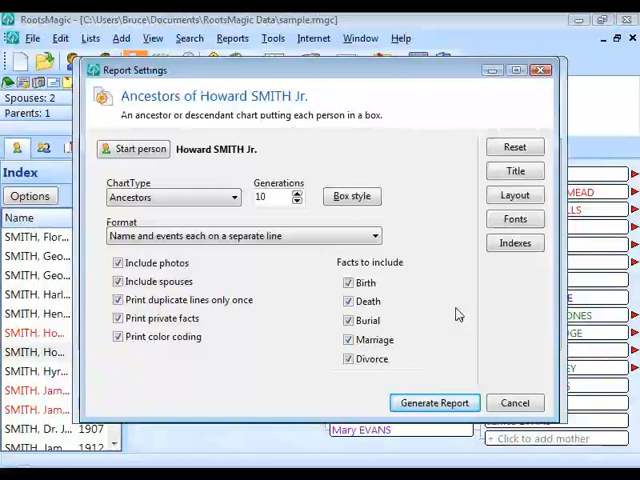 RootsMagic - [C:\Users\Bruce\Documents\RootsMagic Data\sample.rmgc]
File Edit Lists Add View Search Reports Tools Internet Window Help
Spouses: 2
Parents: 1
Index
Options
Name
SMITH, Flor...
SMITH, Geo...
SMITH, Geo...
SMITH, Har...
SMITH, Hen...
SMITH, Ho...
SMITH, Ho...
SMITH, Hyr...
SMITH, Jam...
SMITH, Jam...
SMITH, Dr. J... 1907
SMITH, Jam... 1912
Report Settings
Ancestors of Howard SMITH Jr.
An ancestor or descendant chart putting each person in a box.
Start person Howard SMITH Jr.
ChartType Generations
Ancestors 10 Box style
Format
Name and events each on a separate line
Include photos
Include spouses
Print duplicate lines only once
Print private facts
Print color coding
Facts to include
Birth
Death
Burial
Marriage
Divorce
Reset
Title
Layout
Fonts
Indexes
Generate Report Cancel
MEAD
LLS
ONES
EY
Mary EVANS
+ Click to add mother